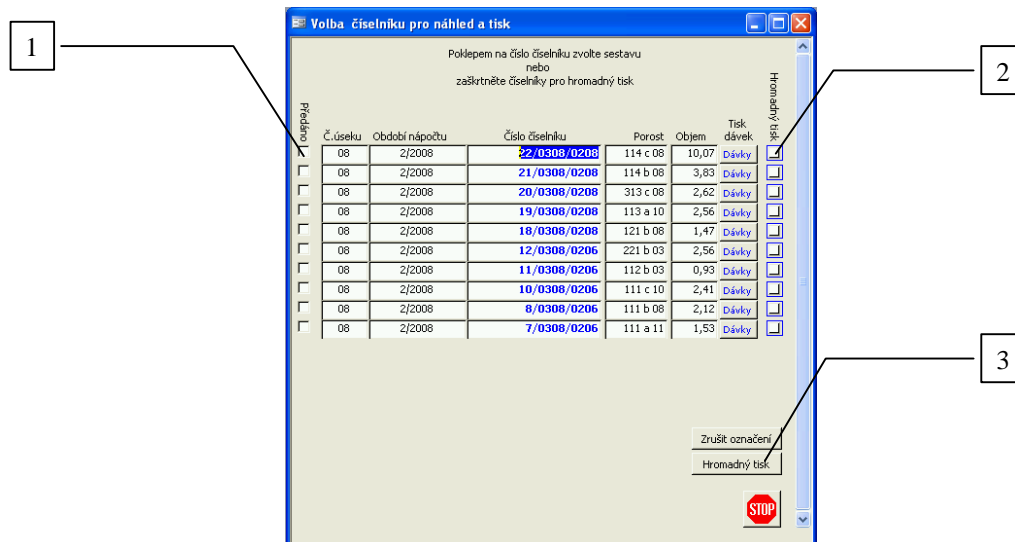 Volba číselníku pro náhled a tisk
1
Poklepem na číslo číselníku zvolte sestavu
nebo
zaškrtněte číselníky pro hromadný tisk
2
Předáno Č.úseku Období nápočtu Číslo číselníku Porost Objem Tisk dávek Hromadný tisk
08 2/2008 22/0308/0208 114 c 08 10,07 Dávky
08 2/2008 21/0308/0208 114 b 08 3,83 Dávky
08 2/2008 20/0308/0208 313 c 08 2,62 Dávky
08 2/2008 19/0308/0208 113 a 10 2,56 Dávky
08 2/2008 18/0308/0208 121 b 08 1,47 Dávky
08 2/2008 12/0308/0206 221 b 03 2,56 Dávky
08 2/2008 11/0308/0206 112 b 03 0,93 Dávky
08 2/2008 10/0308/0206 111 c 10 2,41 Dávky
08 2/2008 8/0308/0206 111 b 08 2,12 Dávky
08 2/2008 7/0308/0206 111 a 11 1,53 Dávky
3
Zrušit označení
Hromadný tisk
STOP